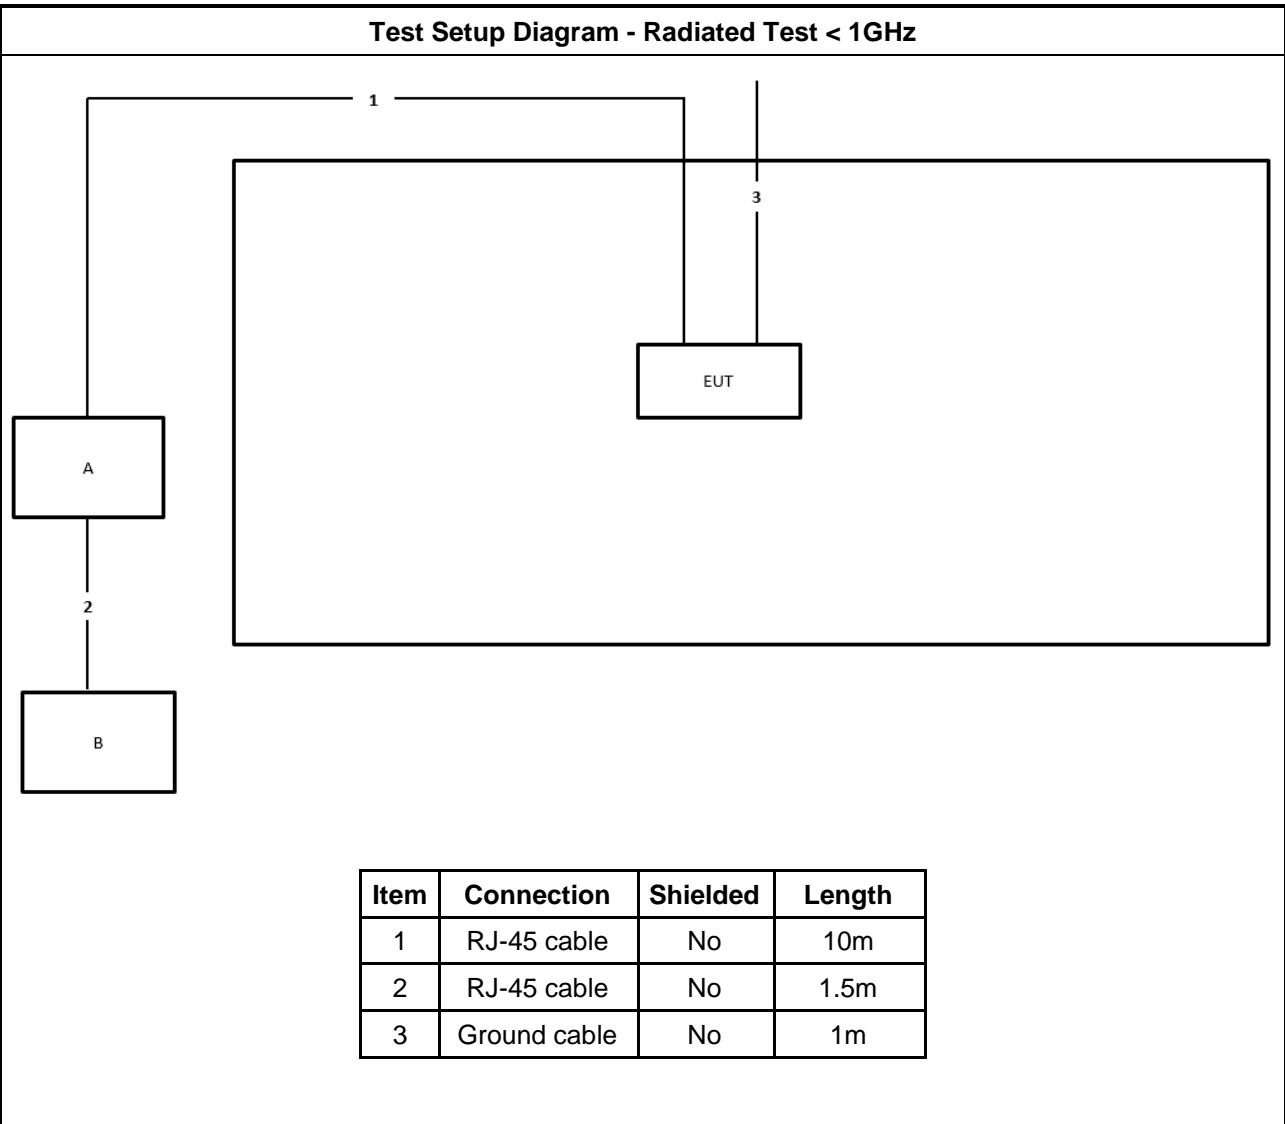 Test Setup Diagram - Radiated Test < 1GHz
1
3
EUT
A
2
B
Item Connection Shielded Length
1 RJ-45 cable No 10m
2 RJ-45 cable No 1.5m
3 Ground cable No 1m